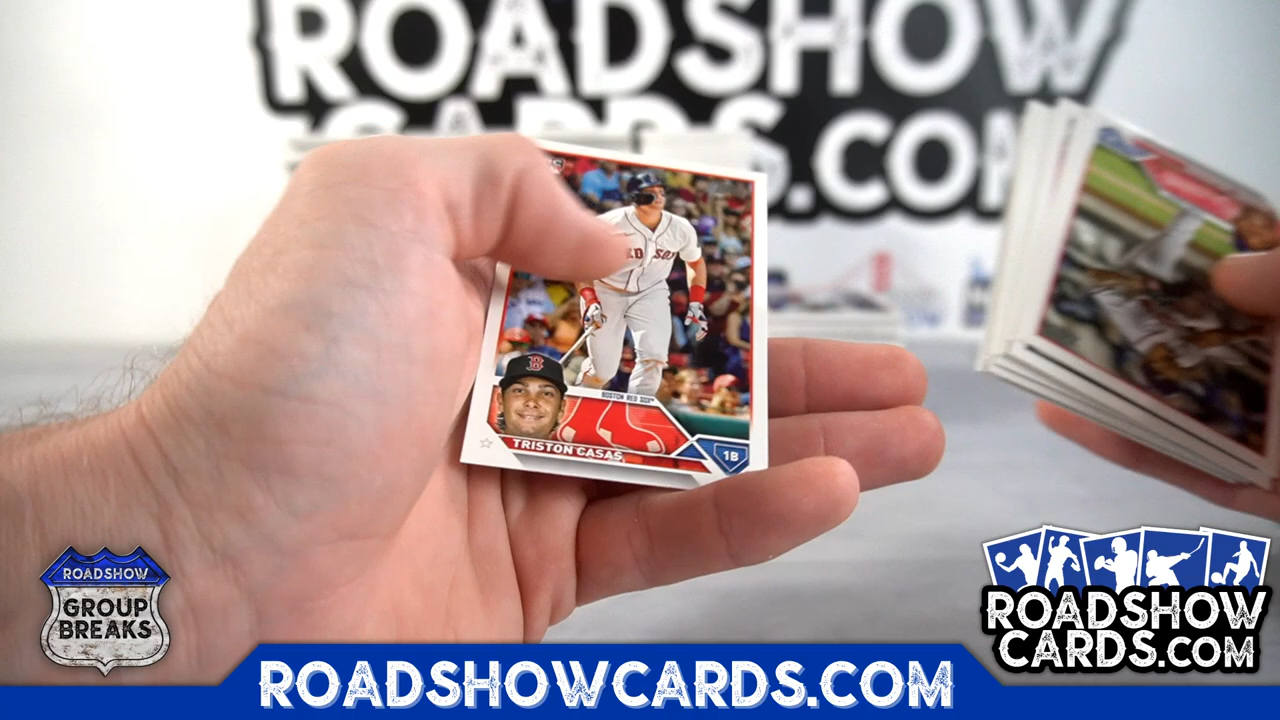 ROADSHOW
CARDS.COM
RED SOX
B
BOSTON RED SOX
TRISTON CASAS
1B
ROADSHOW
GROUP
BREAKS
ROADSHOW
CARDS.COM
ROADSHOWCARDS.COM